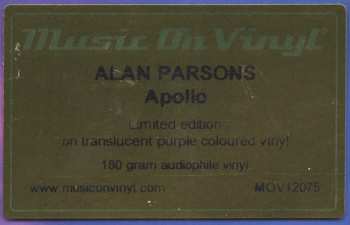 Music On Vinyl
ALAN PARSONS
Apollo
Limited edition
on translucent purple coloured vinyl
180 gram audiophile vinyl
www.musiconvinyl.com MOV12075